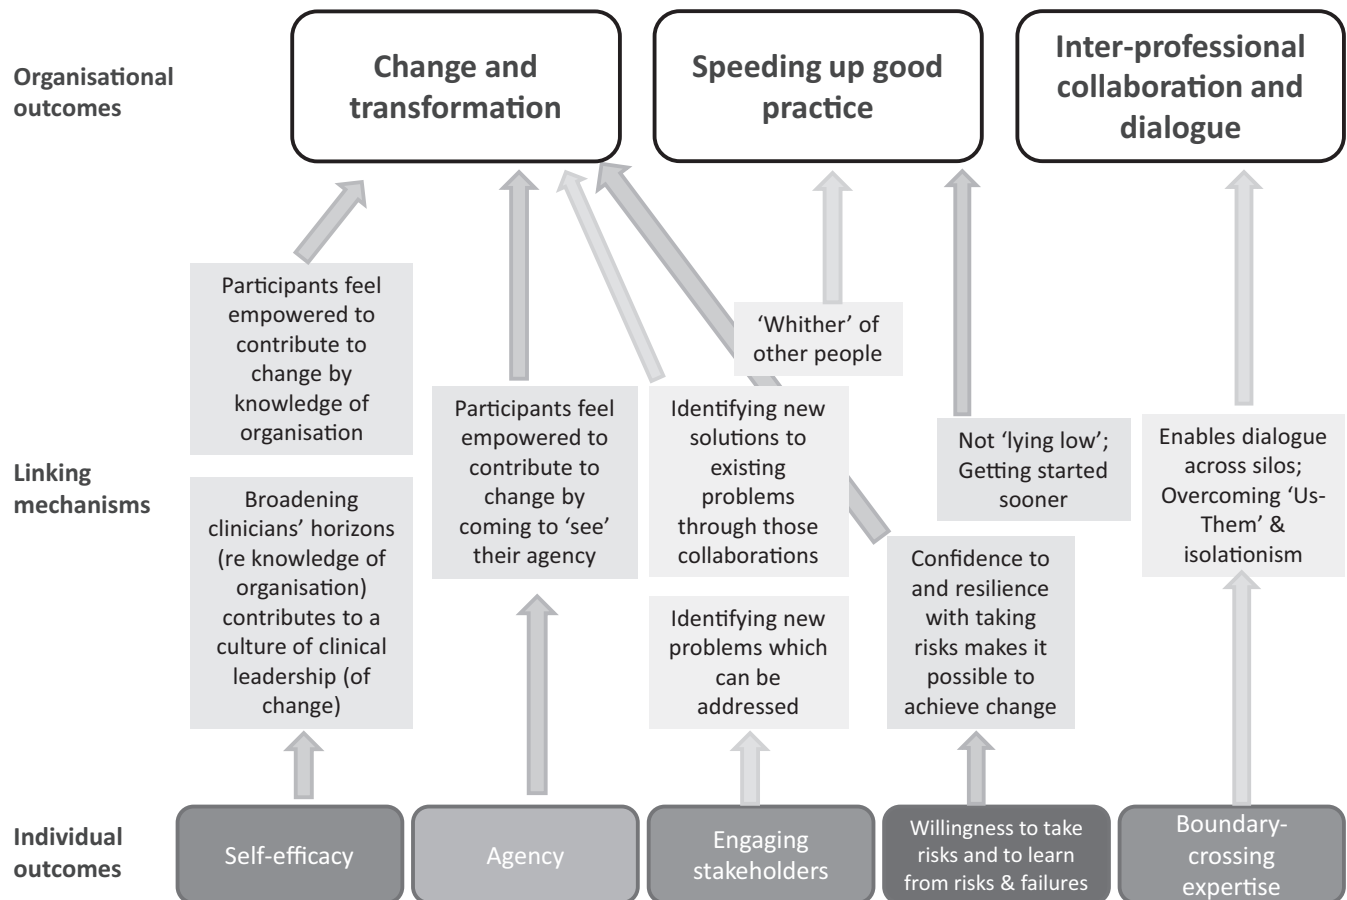 Organisational
outcomes
Change and
transformation
Speeding up good
practice
Inter-professional
collaboration and
dialogue
Linking
mechanisms
Participants feel
empowered to
contribute to
change by
knowledge of
organisation
Broadening
clinicians’ horizons
(re knowledge of
organisation)
contributes to a
culture of clinical
leadership (of
change)
Participants feel
empowered to
contribute to
change by
coming to ‘see’
their agency
‘Whither’ of
other people
Identifying new
solutions to
existing
problems
through those
collaborations
Identifying new
problems which
can be
addressed
Not ‘lying low’;
Getting started
sooner
Confidence to
and resilience
with taking
risks makes it
possible to
achieve change
Enables dialogue
across silos;
Overcoming ‘Us-
Them’ &
isolationism
Individual
outcomes
Self-efficacy
Agency
Engaging
stakeholders
Willingness to take
risks and to learn
from risks & failures
Boundary-
crossing
expertise